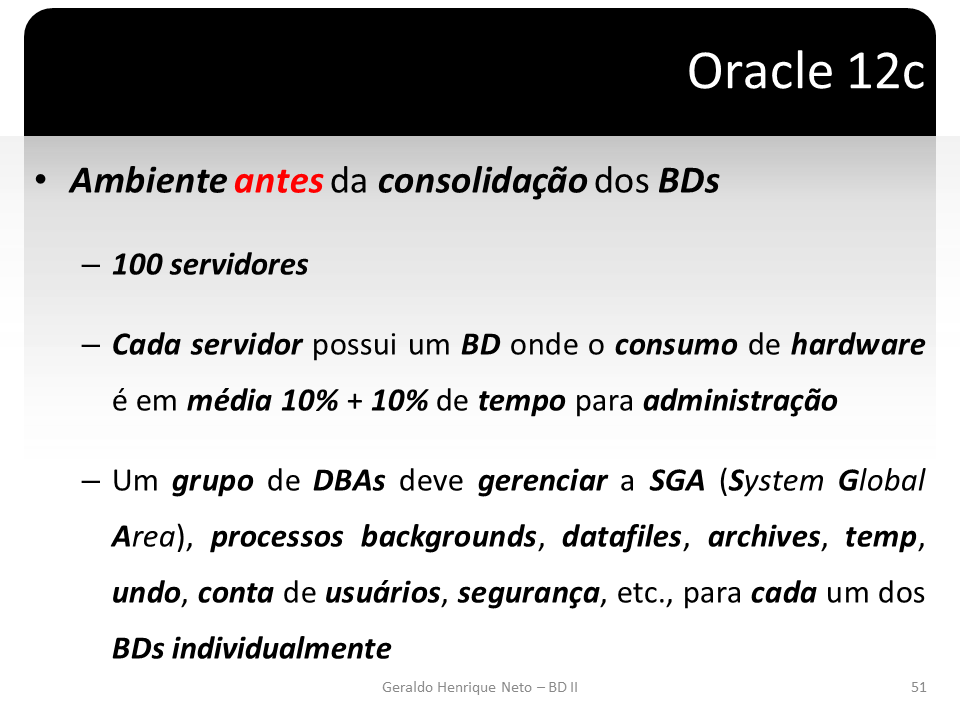 Oracle 12c
• Ambiente antes da consolidação dos BDs
– 100 servidores
– Cada servidor possui um BD onde o consumo de hardware
é em média 10% + 10% de tempo para administração
– Um grupo de DBAs deve gerenciar a SGA (System Global
Area), processos backgrounds, datafiles, archives, temp,
undo, conta de usuários, segurança, etc., para cada um dos
BDs individualmente
Geraldo Henrique Neto – BD II 51